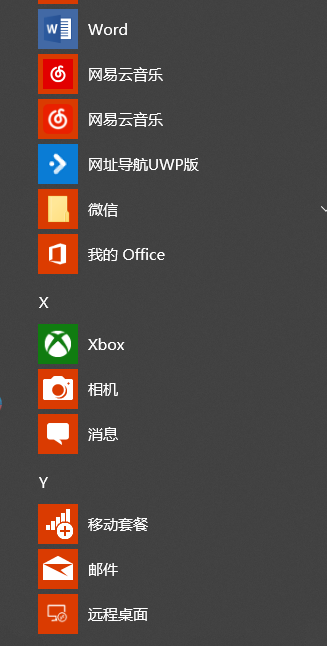 Word
网易云音乐
网易云音乐
网址导航UWP版
微信
我的 Office
X
Xbox
相机
消息
Y
移动套餐
邮件
远程桌面